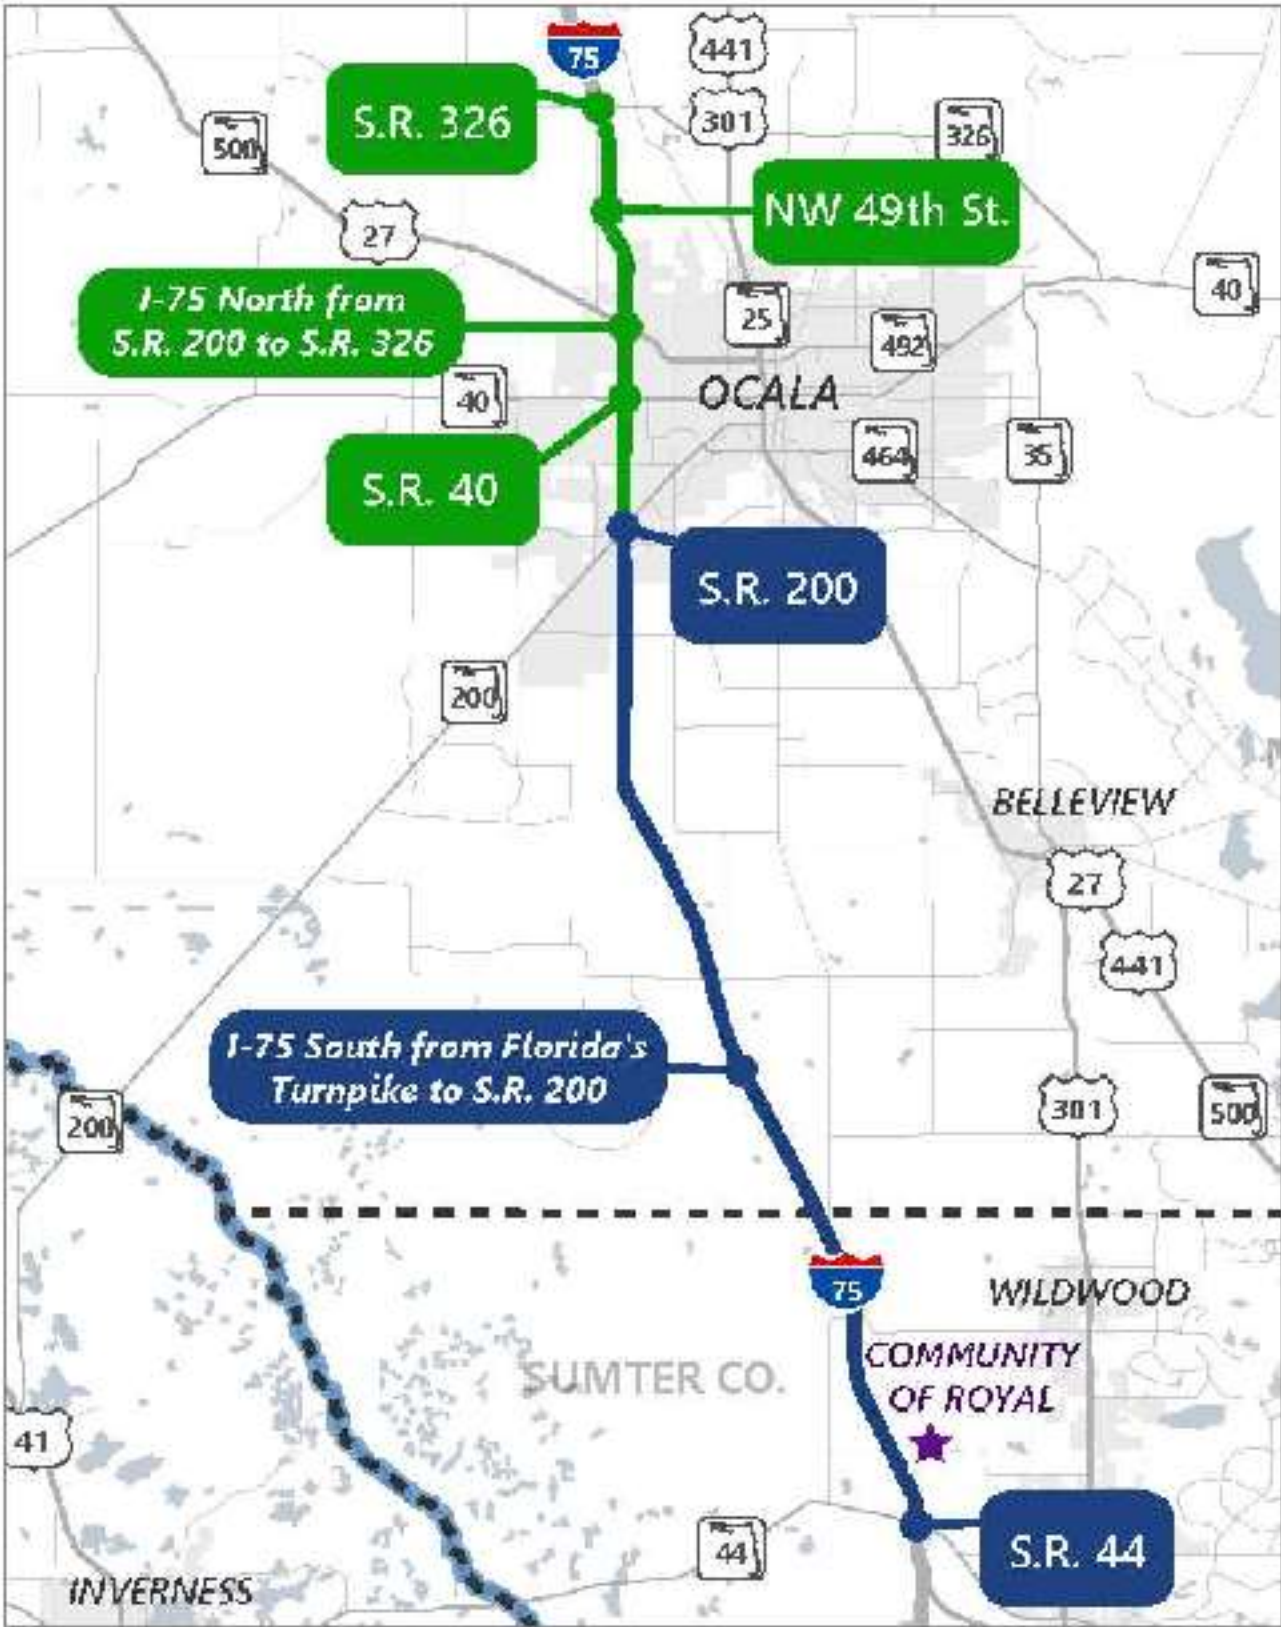 75
441
S.R. 326
301
326
500
NW 49th St.
27
I-75 North from
S.R. 200 to S.R. 326
40
25
492
40
OCALA
464
35
S.R. 40
S.R. 200
200
BELLEVIEW
27
441
I-75 South from Florida's
Turnpike to S.R. 200
200
301
500
75
WILDWOOD
COMMUNITY
OF ROYAL
SUMTER CO.
41
44
S.R. 44
INVERNESS